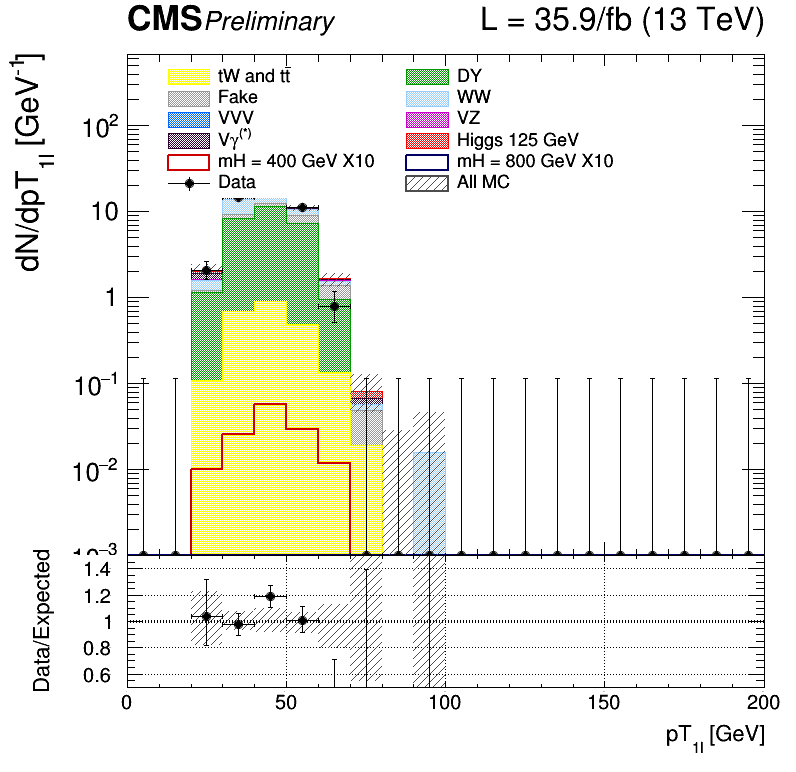 CMS Preliminary L = 35.9/fb (13 TeV)
dN/dpT1l [GeV-1]
tW and tt̄ DY
Fake WW
VVV VZ
Vγ(*) Higgs 125 GeV
mH = 400 GeV X10 mH = 800 GeV X10
Data All MC
10²
10
1
10⁻¹
10⁻²
10⁻³
Data/Expected
1.4
1.2
1
0.8
0.6
0 50 100 150 200
pT1l [GeV]